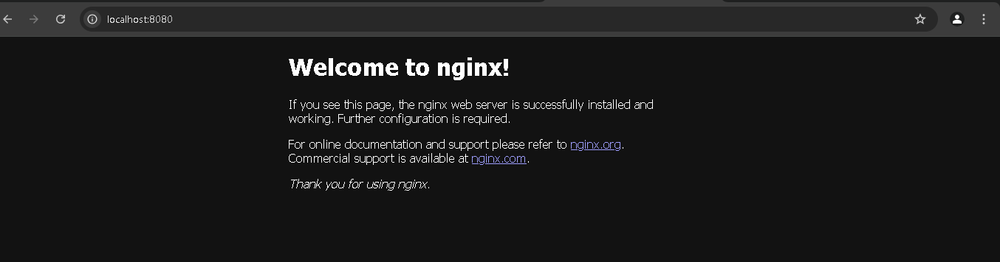 localhost:8080
Welcome to nginx!
If you see this page, the nginx web server is successfully installed and
working. Further configuration is required.
For online documentation and support please refer to nginx.org.
Commercial support is available at nginx.com.
Thank you for using nginx.